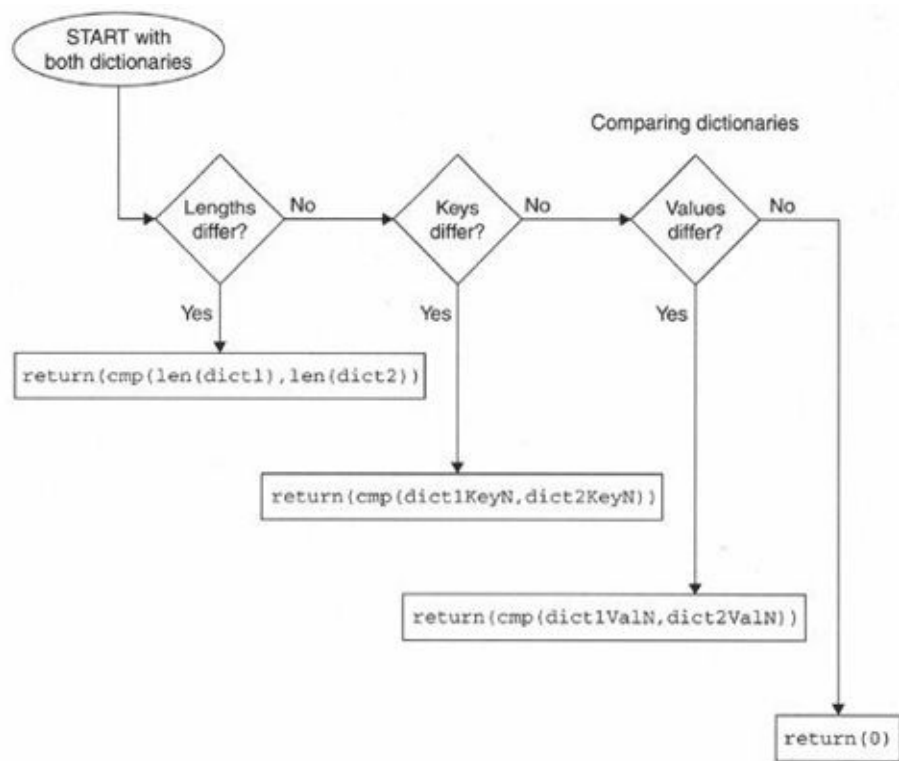 START with
both dictionaries
Comparing dictionaries
Lengths
differ?
No
Keys
differ?
No
Values
differ?
No
Yes
Yes
Yes
return(cmp(len(dict1),len(dict2))
return(cmp(dict1KeyN,dict2KeyN))
return(cmp(dict1ValN,dict2ValN))
return(0)